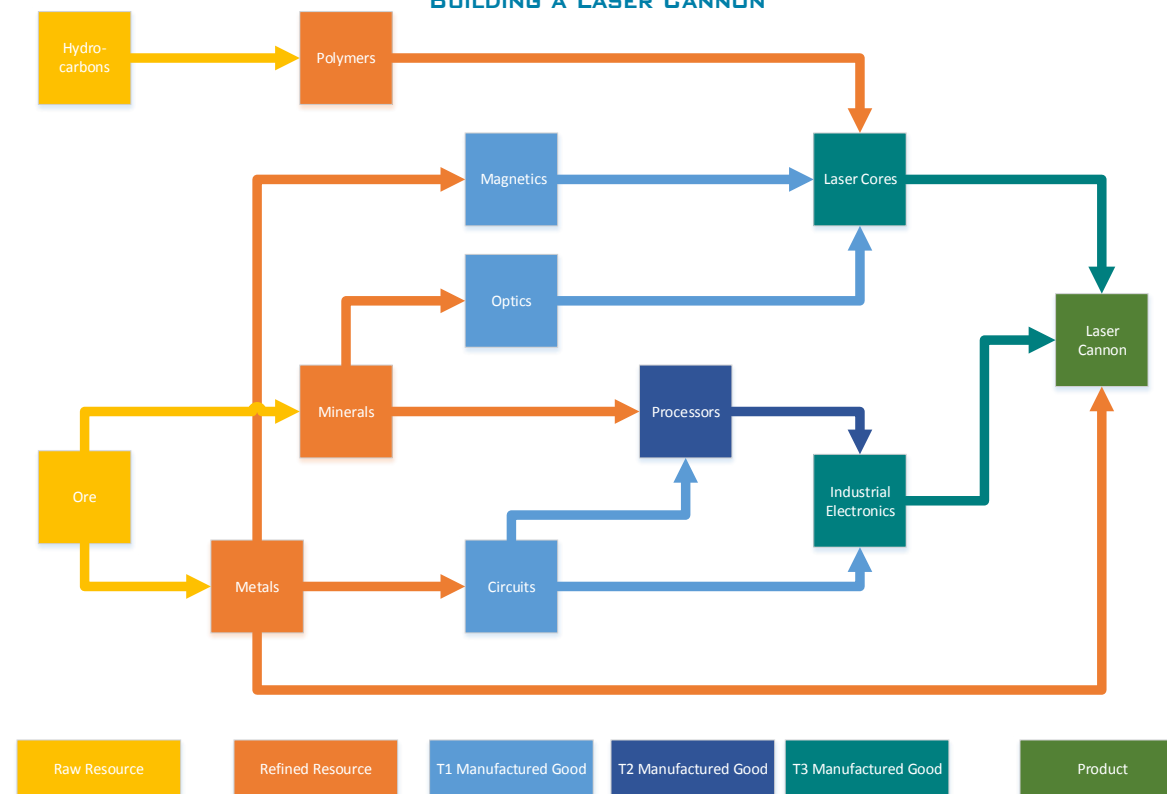 BUILDING A LASER CANNON
Hydro-
carbons
Polymers
Magnetics
Laser Cores
Optics
Laser
Cannon
Minerals
Processors
Ore
Industrial
Electronics
Metals
Circuits
Raw Resource
Refined Resource
T1 Manufactured Good
T2 Manufactured Good
T3 Manufactured Good
Product